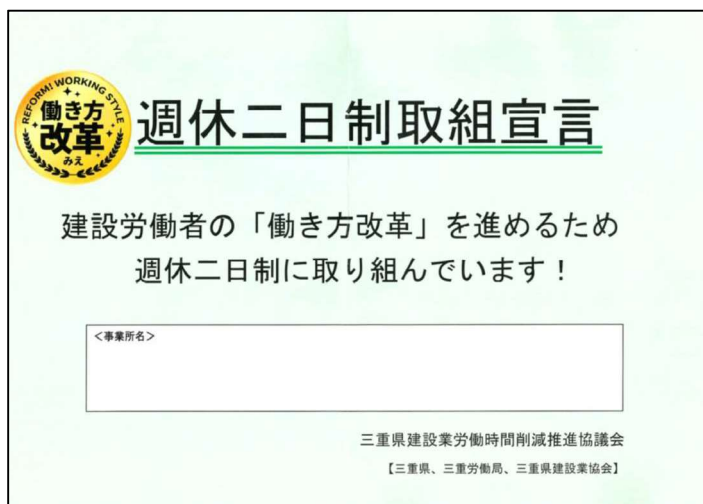 REFORM! WORKING STYLE
働き方
改革
みえ
週休二日制取組宣言
建設労働者の「働き方改革」を進めるため
週休二日制に取り組んでいます！
＜事業所名＞
三重県建設業労働時間削減推進協議会
【三重県、三重労働局、三重県建設業協会】